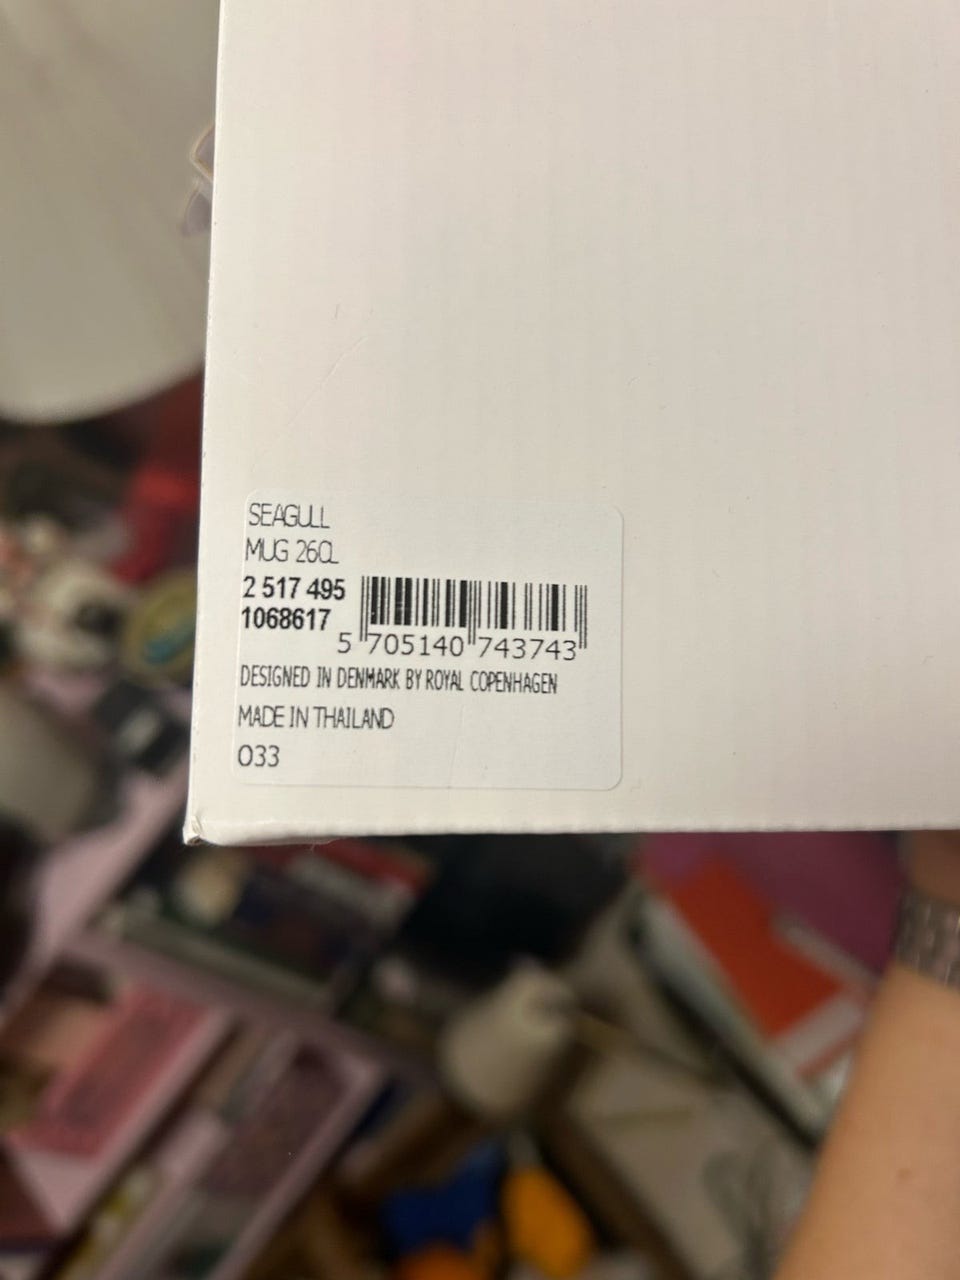 SEAGULL
MUG 26CL
2 517 495
1068617
5 705140 743743
DESIGNED IN DENMARK BY ROYAL COPENHAGEN
MADE IN THAILAND
033